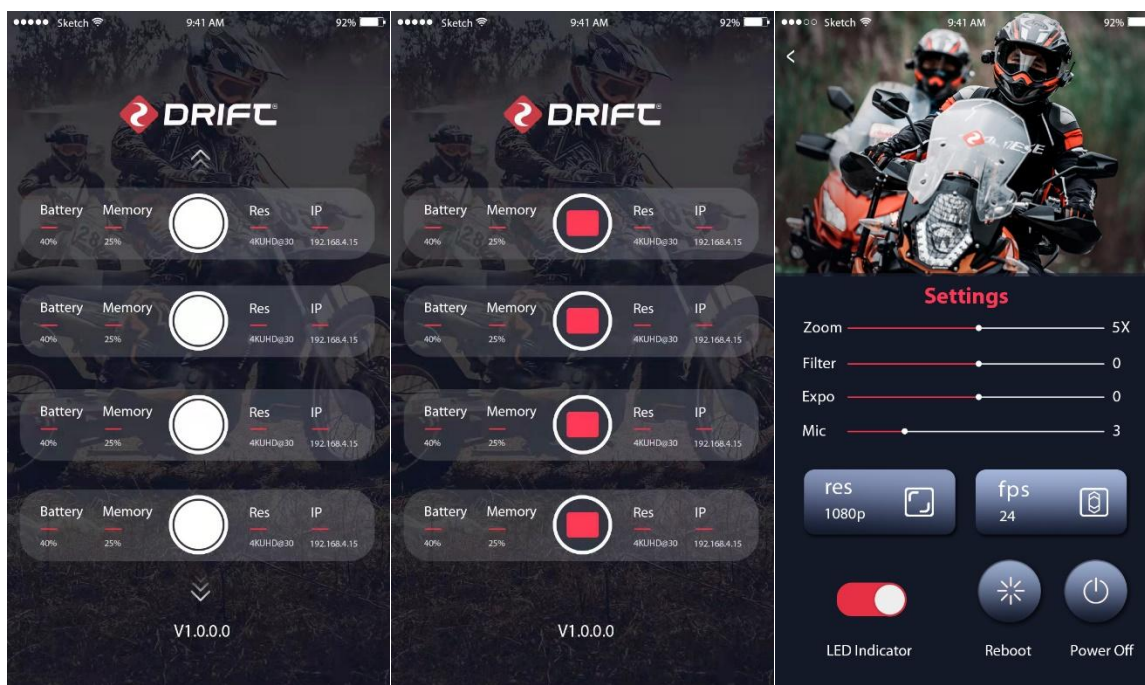 Sketch 9:41 AM 92%
DRIFT®
Battery Memory Res IP
40% 25% 4KUHD@30 192.168.4.15
Battery Memory Res IP
40% 25% 4KUHD@30 192.168.4.15
Battery Memory Res IP
40% 25% 4KUHD@30 192.168.4.15
Battery Memory Res IP
40% 25% 4KUHD@30 192.168.4.15
V1.0.0.0
Sketch 9:41 AM 92%
DRIFT®
Battery Memory Res IP
40% 25% 4KUHD@30 192.168.4.15
Battery Memory Res IP
40% 25% 4KUHD@30 192.168.4.15
Battery Memory Res IP
40% 25% 4KUHD@30 192.168.4.15
Battery Memory Res IP
40% 25% 4KUHD@30 192.168.4.15
V1.0.0.0
Sketch 9:41 AM 92%
<
Settings
Zoom 5X
Filter 0
Expo 0
Mic 3
res fps
1080p 24
LED Indicator Reboot Power Off